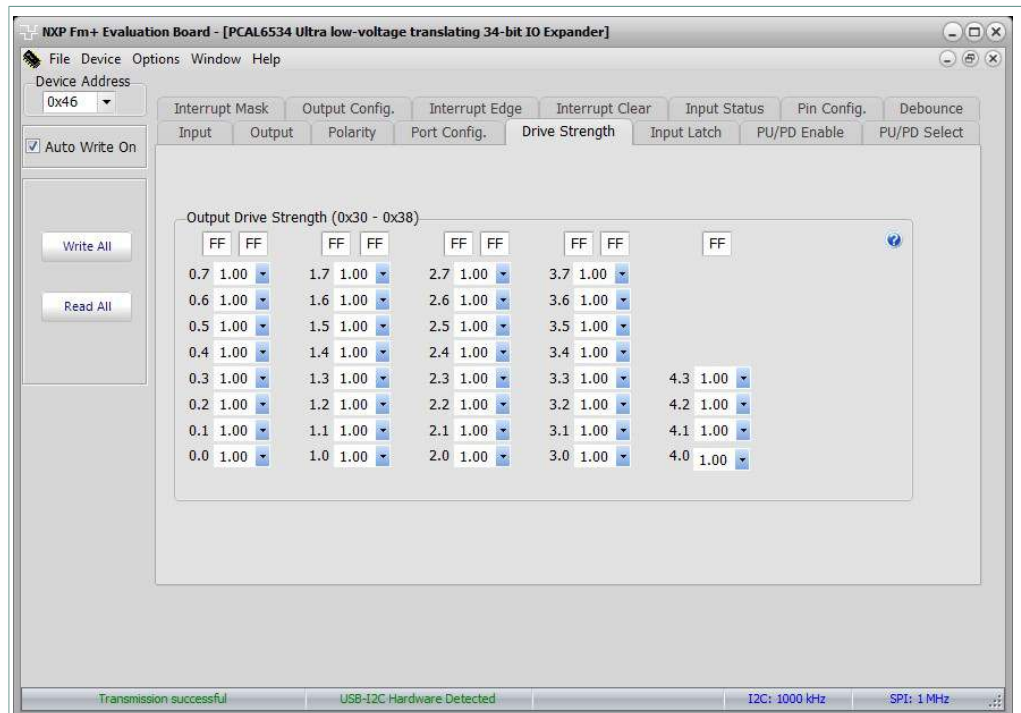 NXP Fm+ Evaluation Board - [PCAL6534 Ultra low-voltage translating 34-bit IO Expander]
File Device Options Window Help
Device Address
0x46
Auto Write On
Write All
Read All
Interrupt Mask Output Config. Interrupt Edge Interrupt Clear Input Status Pin Config. Debounce
Input Output Polarity Port Config. Drive Strength Input Latch PU/PD Enable PU/PD Select
Output Drive Strength (0x30 - 0x38)
FF FF FF FF FF FF FF FF FF ?
0.7 1.00 1.7 1.00 2.7 1.00 3.7 1.00
0.6 1.00 1.6 1.00 2.6 1.00 3.6 1.00
0.5 1.00 1.5 1.00 2.5 1.00 3.5 1.00
0.4 1.00 1.4 1.00 2.4 1.00 3.4 1.00
0.3 1.00 1.3 1.00 2.3 1.00 3.3 1.00 4.3 1.00
0.2 1.00 1.2 1.00 2.2 1.00 3.2 1.00 4.2 1.00
0.1 1.00 1.1 1.00 2.1 1.00 3.1 1.00 4.1 1.00
0.0 1.00 1.0 1.00 2.0 1.00 3.0 1.00 4.0 1.00
Transmission successful USB-I2C Hardware Detected I2C: 1000 kHz SPI: 1 MHz